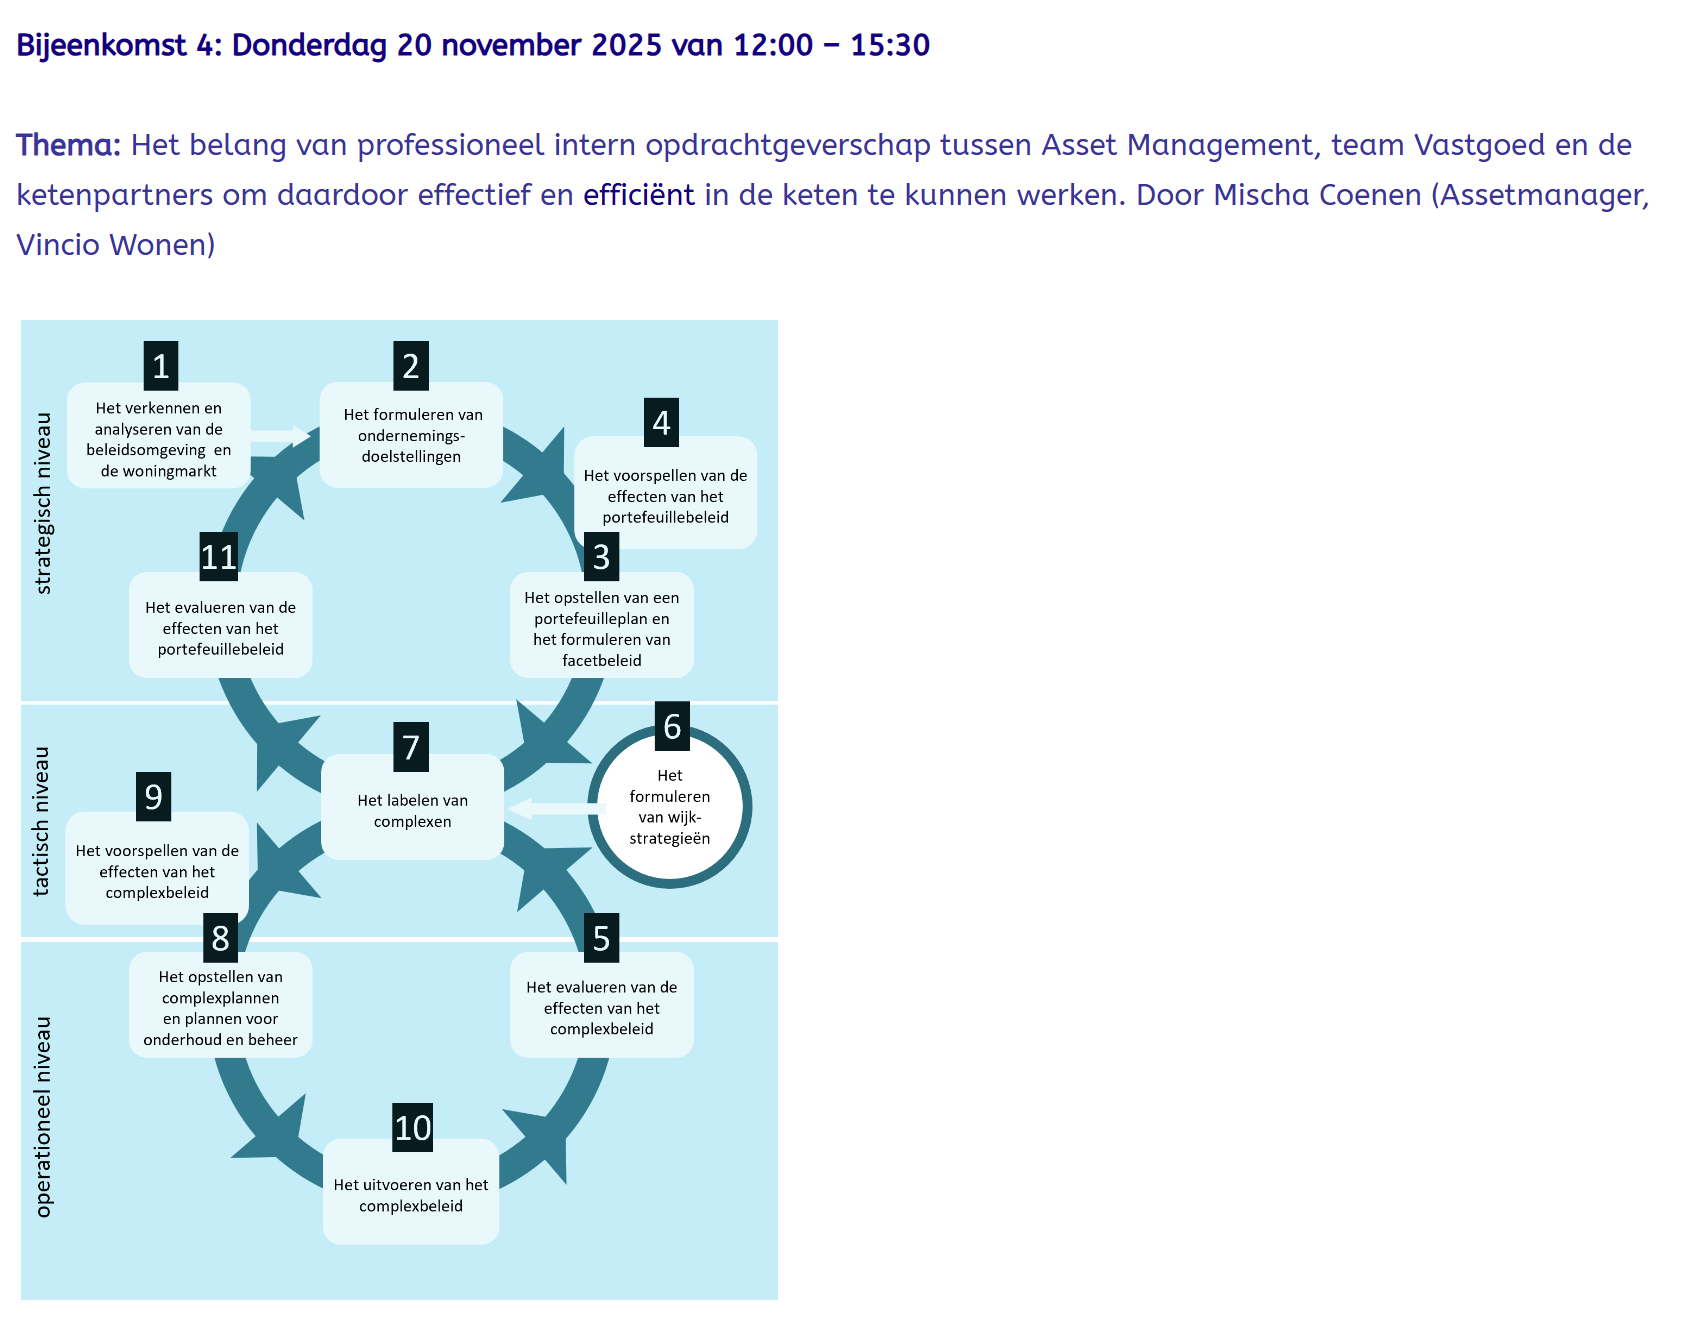 Bijeenkomst 4: Donderdag 20 november 2025 van 12:00 – 15:30
Thema: Het belang van professioneel intern opdrachtgeverschap tussen Asset Management, team Vastgoed en de
ketenpartners om daardoor effectief en efficiënt in de keten te kunnen werken. Door Mischa Coenen (Assetmanager,
Vincio Wonen)
strategisch niveau
1
Het verkennen en
analyseren van de
beleidsomgeving en
de woningmarkt
2
Het formuleren van
ondernemings-
doelstellingen
4
Het voorspellen van de
effecten van het
portefeuillebeleid
11
Het evalueren van de
effecten van het
portefeuillebeleid
3
Het opstellen van een
portefeuilleplan en
het formuleren van
facetbeleid
tactisch niveau
7
Het labelen van
complexen
6
Het
formuleren
van wijk-
strategieën
9
Het voorspellen van de
effecten van het
complexbeleid
operationeel niveau
8
Het opstellen van
complexplannen
en plannen voor
onderhoud en beheer
5
Het evalueren van de
effecten van het
complexbeleid
10
Het uitvoeren van het
complexbeleid